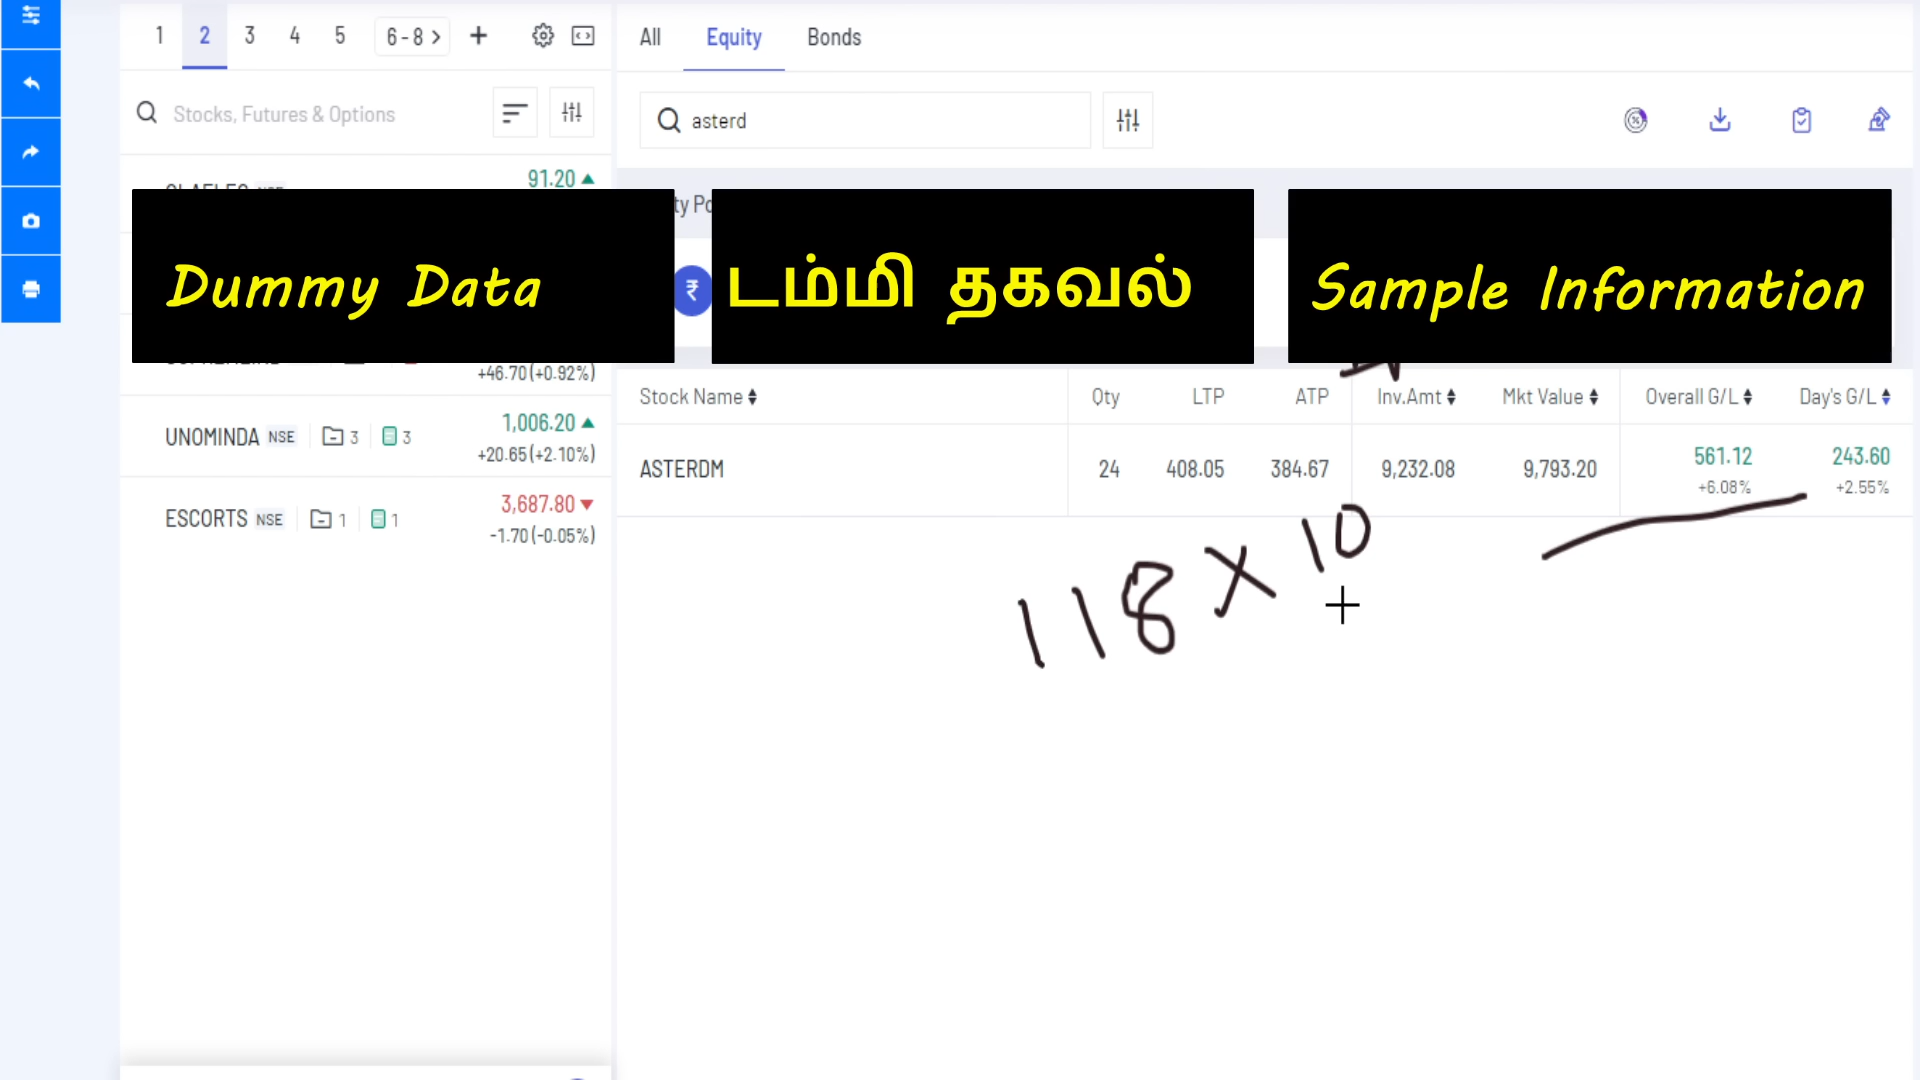 1 2 3 4 5 6 - 8 > +
All Equity Bonds
Stocks, Futures & Options
asterd
91.20
Dummy Data
டம்மி தகவல்
Sample Information
+46.70 (+0.92%)
Stock Name Qty LTP ATP Inv.Amt Mkt Value Overall G/L Day's G/L
UNOMINDA NSE 3 3 1,006.20
+20.65 (+2.10%)
ASTERDM 24 408.05 384.67 9,232.08 9,793.20 561.12 243.60
+6.08% +2.55%
ESCORTS NSE 1 1 3,687.80
-1.70 (-0.05%)
118 x 10